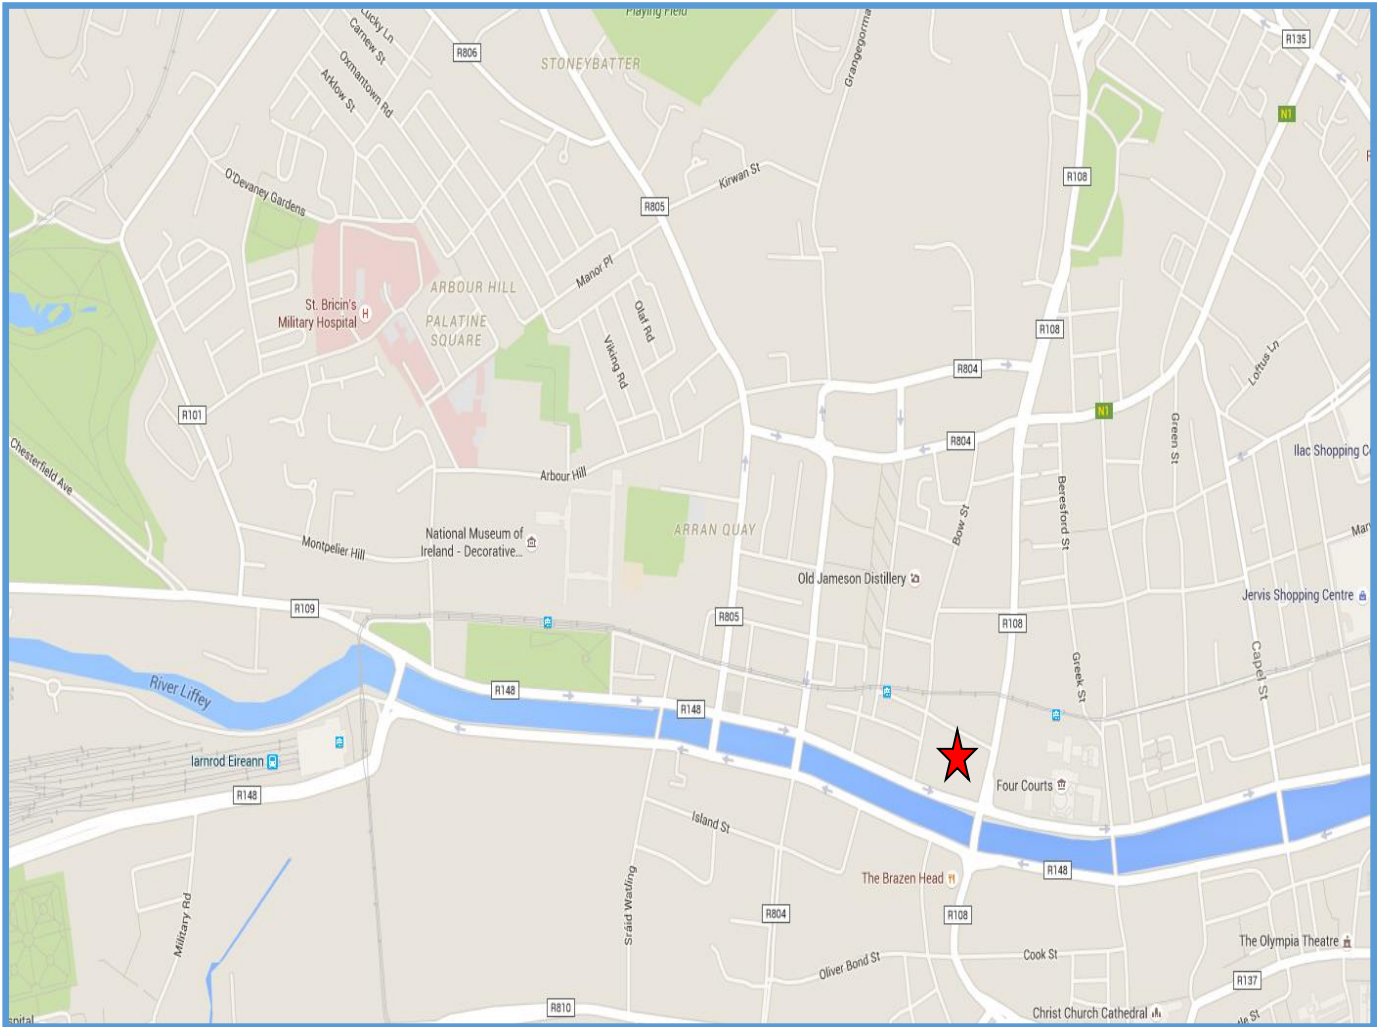 Playing Field
Lucky Ln
Carnew St
Oxmantown Rd
Arklow St
R806
STONEYBATTER
R135
N1
R108
Kirwan St
O'Devaney Gardens
R805
Manor Pl
ARBOUR HILL
St. Bricin's
Military Hospital
H
PALATINE
SQUARE
Olaf Rd
Viking Rd
R108
Loftus Ln
R804
R101
N1
Green St
R804
Ilac Shopping
Chesterfield Ave
Arbour Hill
Beresford St
Bow St
National Museum of
Ireland - Decorative...
ARRAN QUAY
Montpelier Hill
Old Jameson Distillery
Jervis Shopping Centre
R109
R805
R108
Capel St
Greek St
River Liffey
R148
R148
Iarnrod Eireann
Four Courts
R148
Island St
R148
The Brazen Head
Military Rd
Sráid Watling
R804
R108
The Olympia Theatre
Oliver Bond St
Cook St
R137
R810
Christ Church Cathedral